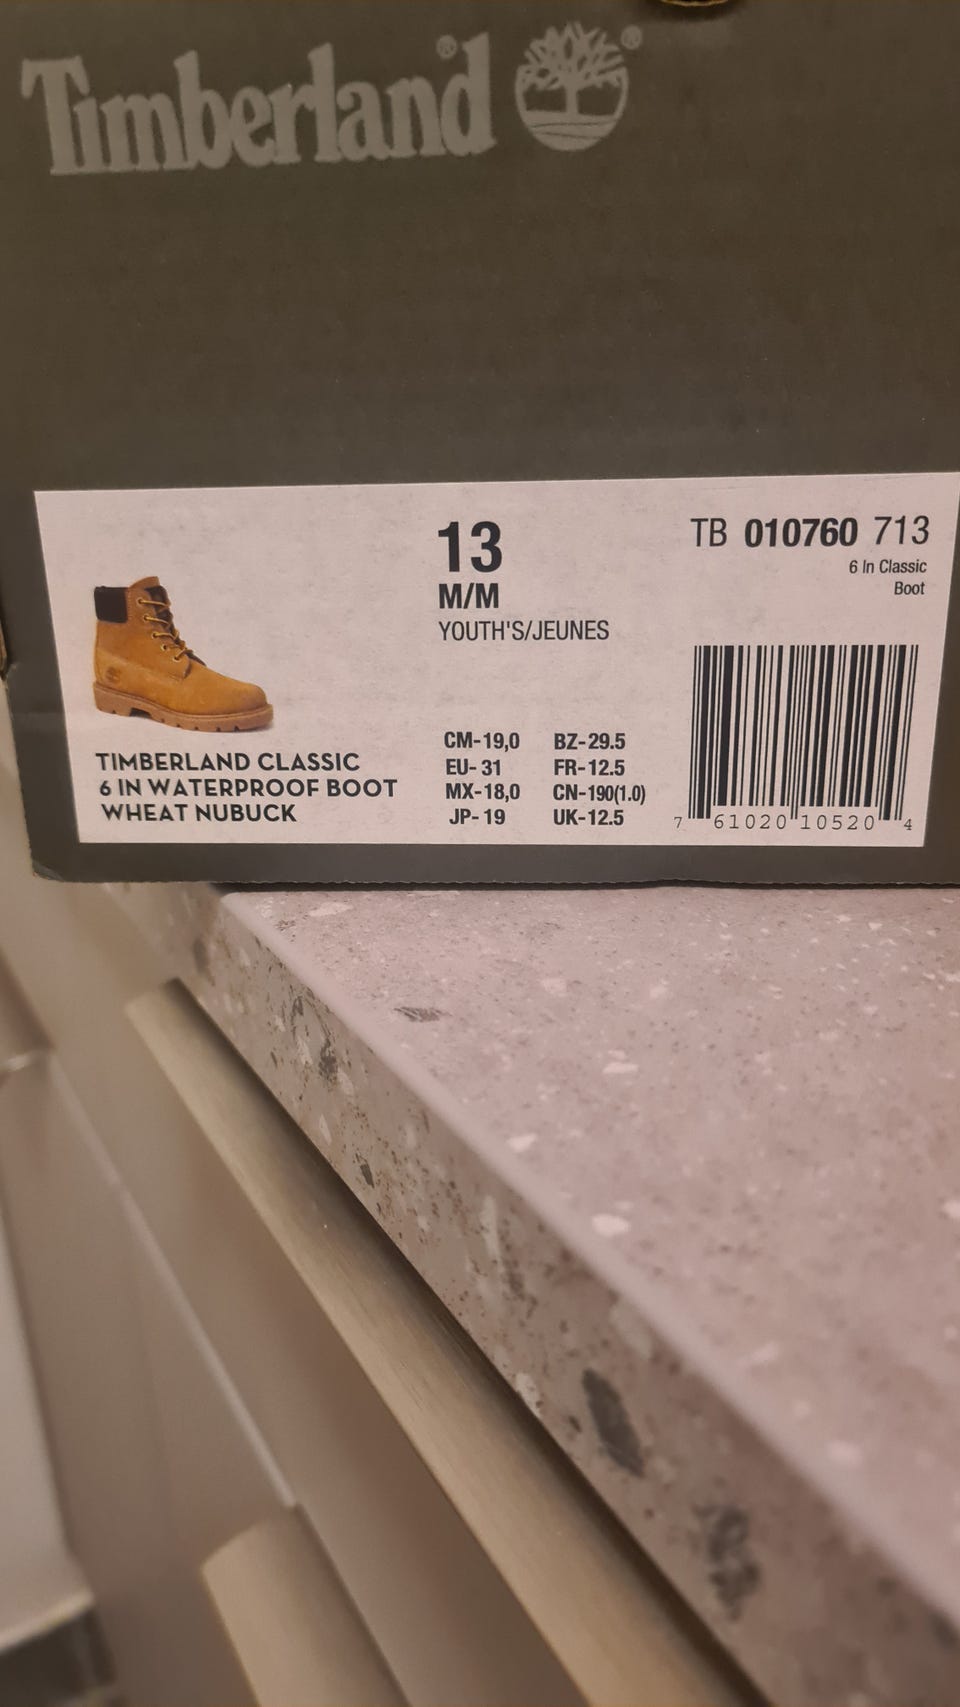 Timberland® ®
13
M/M
YOUTH'S/JEUNES
TB 010760 713
6 In Classic
Boot
TIMBERLAND CLASSIC
6 IN WATERPROOF BOOT
WHEAT NUBUCK
CM-19,0 BZ-29.5
EU-31 FR-12.5
MX-18,0 CN-190(1.0)
JP-19 UK-12.5
7 61020 10520 4